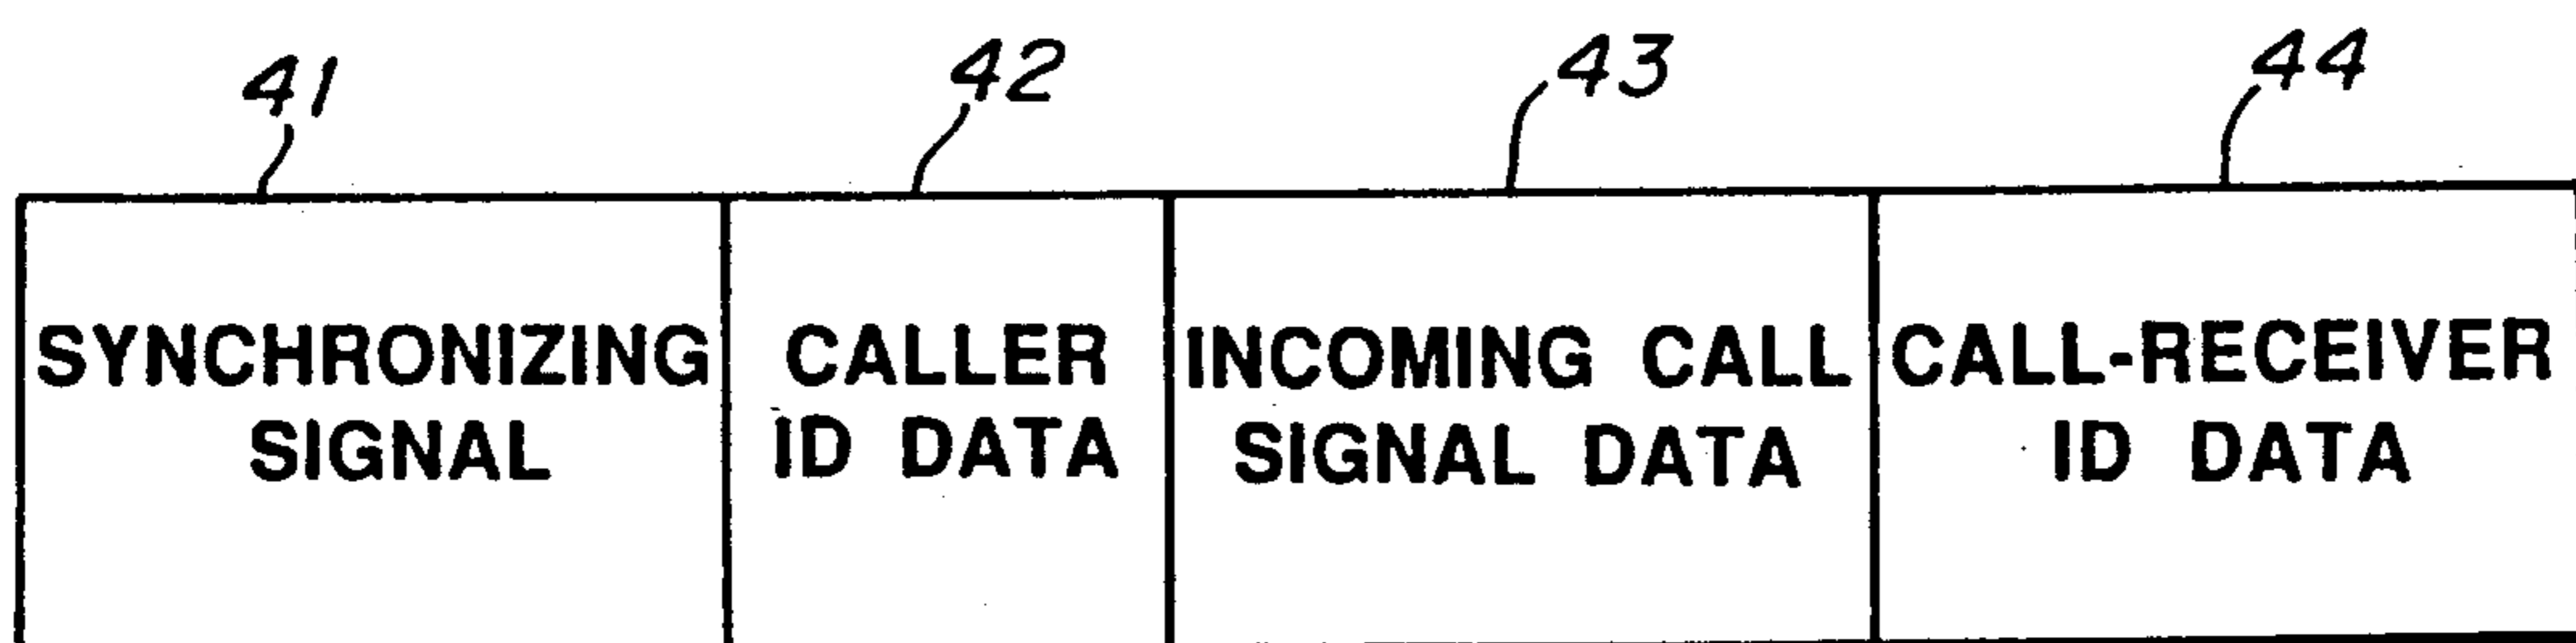 41 42 43 44
SYNCHRONIZING SIGNAL
CALLER ID DATA
INCOMING CALL SIGNAL DATA
CALL-RECEIVER ID DATA